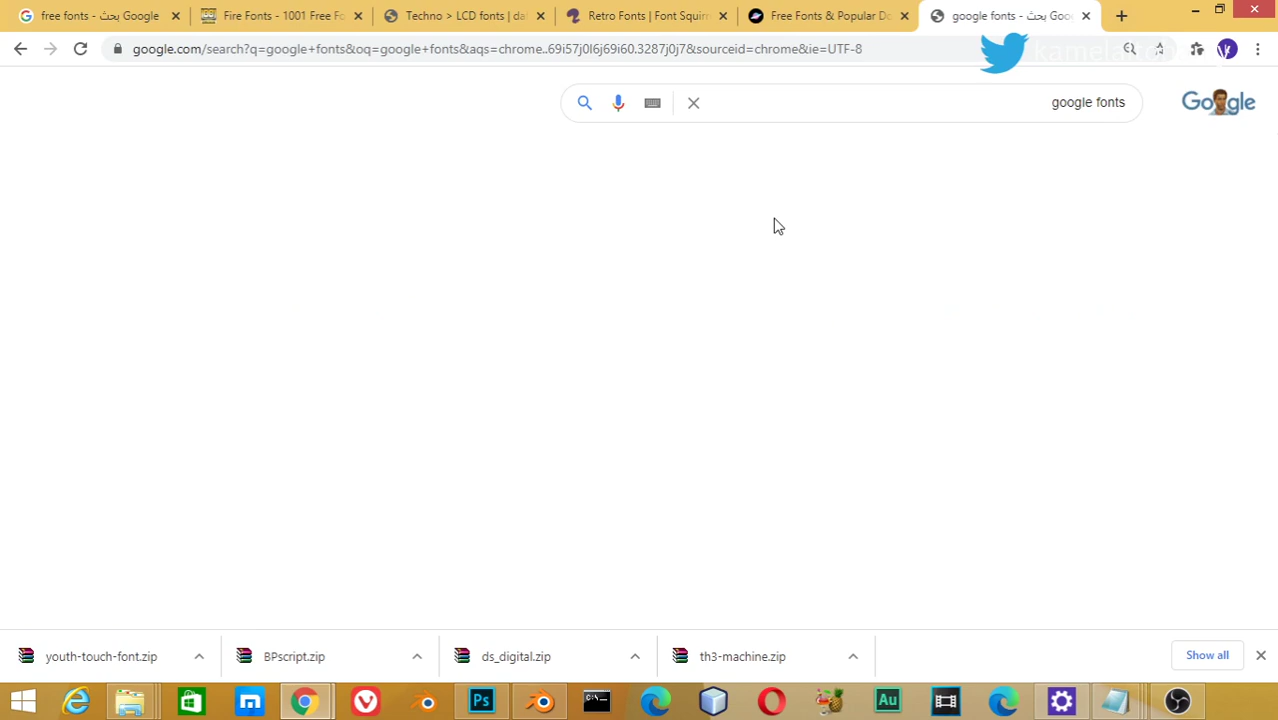 free fonts - بحث Google
Fire Fonts - 1001 Free Fo
Techno > LCD fonts | da
Retro Fonts | Font Squirr
Free Fonts & Popular Do
google fonts - بحث Goo
google.com/search?q=google+fonts&oq=google+fonts&aqs=chrome..69i57j0l6j69i60.3287j0j7&sourceid=chrome&ie=UTF-8
google fonts
Google
youth-touch-font.zip
BPscript.zip
ds_digital.zip
th3-machine.zip
Show all
Ps
Au